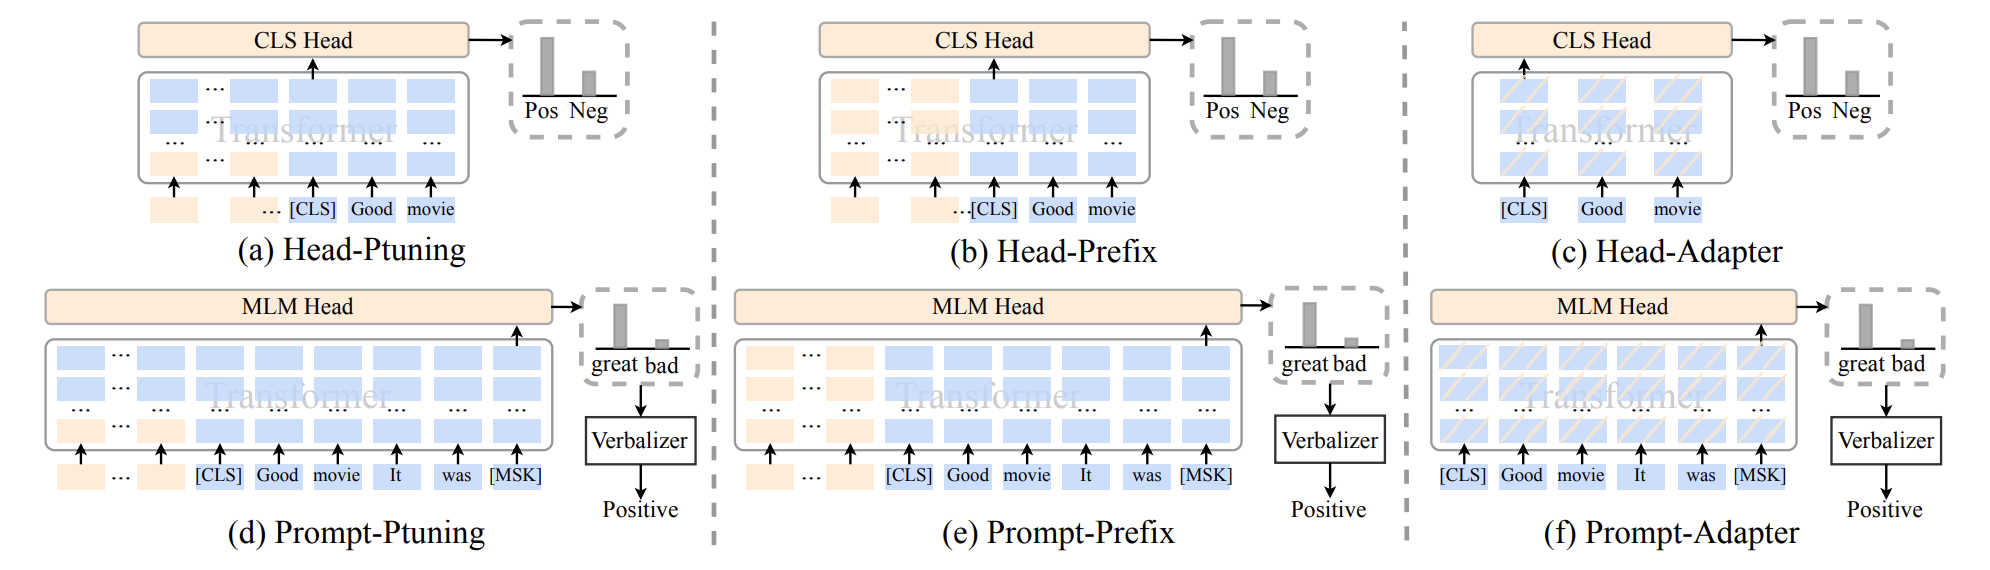 CLS Head
...
Pos Neg
Transformer
... ... ... ... ...
...
... [CLS] Good movie
(a) Head-Ptuning
CLS Head
...
Pos Neg
...
Transformer
... ... ... ... ...
...
... [CLS] Good movie
(b) Head-Prefix
CLS Head
Pos Neg
Transformer
...
[CLS] Good movie
(c) Head-Adapter
MLM Head
...
great bad
...
Transformer
... ... ... ... ... ... ... ...
...
Verbalizer
... [CLS] Good movie It was [MSK]
Positive
(d) Prompt-Ptuning
MLM Head
...
great bad
...
Transformer
... ... ... ... ... ... ... ...
...
Verbalizer
... [CLS] Good movie It was [MSK]
Positive
(e) Prompt-Prefix
MLM Head
great bad
Transformer
... ... ... ... ... ...
Verbalizer
[CLS] Good movie It was [MSK]
Positive
(f) Prompt-Adapter